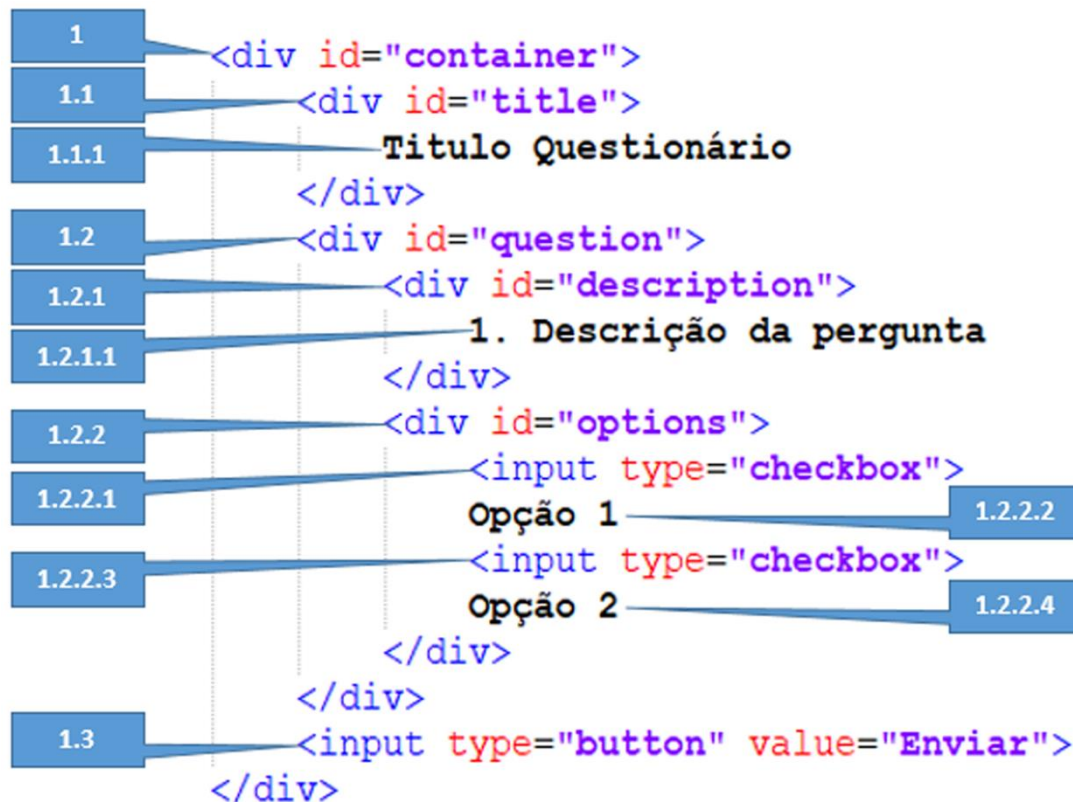 1
<div id="container">
1.1
<div id="title">
1.1.1
Titulo Questionário
</div>
1.2
<div id="question">
1.2.1
<div id="description">
1.2.1.1
1. Descrição da pergunta
</div>
1.2.2
<div id="options">
1.2.2.1
<input type="checkbox">
Opção 1
1.2.2.2
1.2.2.3
<input type="checkbox">
Opção 2
1.2.2.4
</div>
</div>
1.3
<input type="button" value="Enviar">
</div>